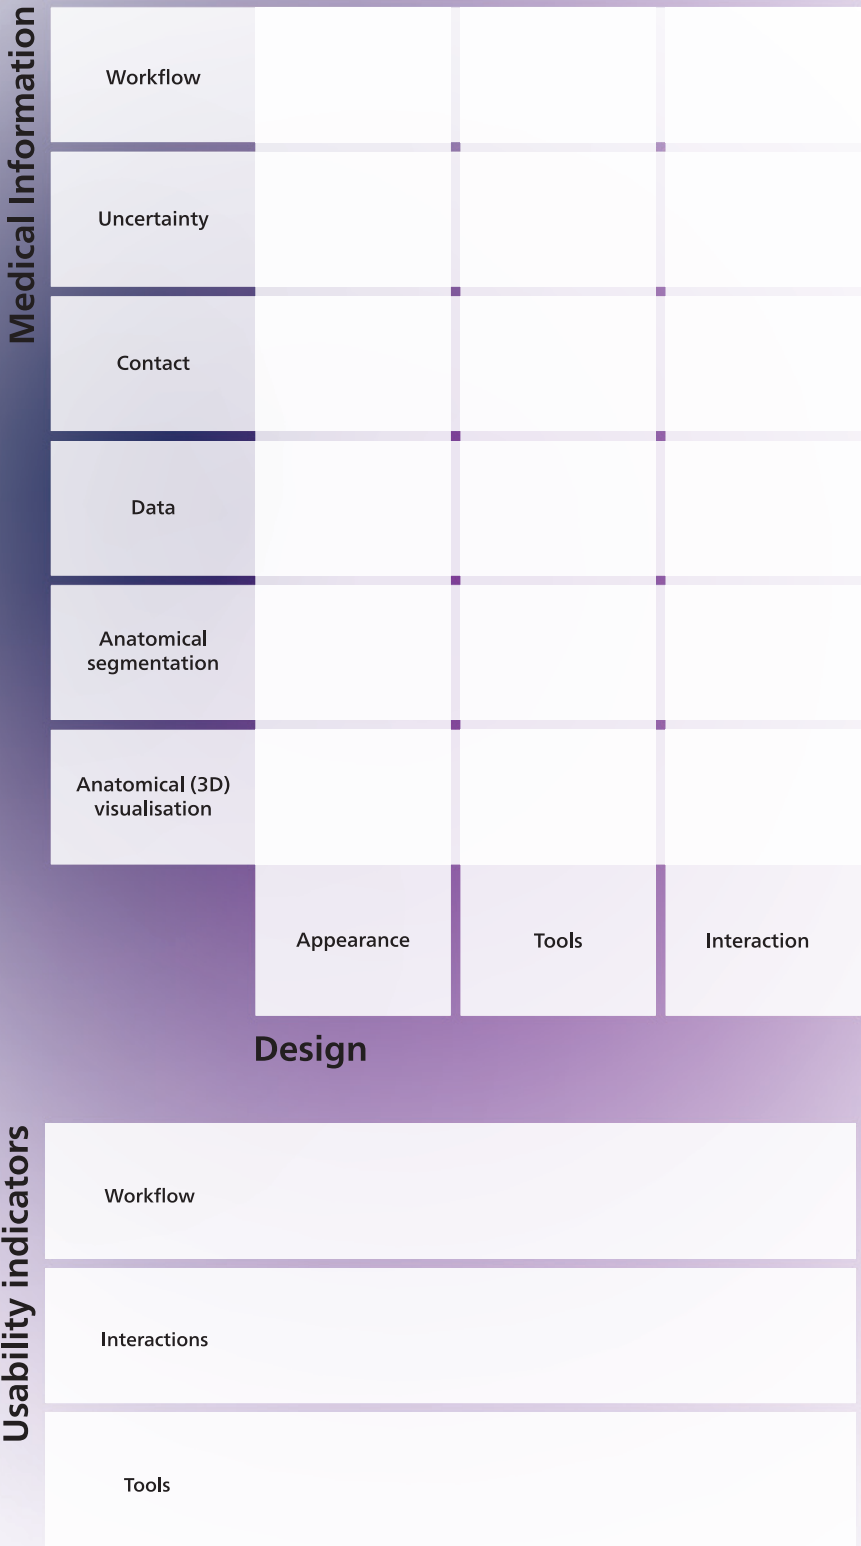 Medical Information
Workflow
Uncertainty
Contact
Data
Anatomical
segmentation
Anatomical (3D)
visualisation
Appearance
Tools
Interaction
Design
Usability indicators
Workflow
Interactions
Tools